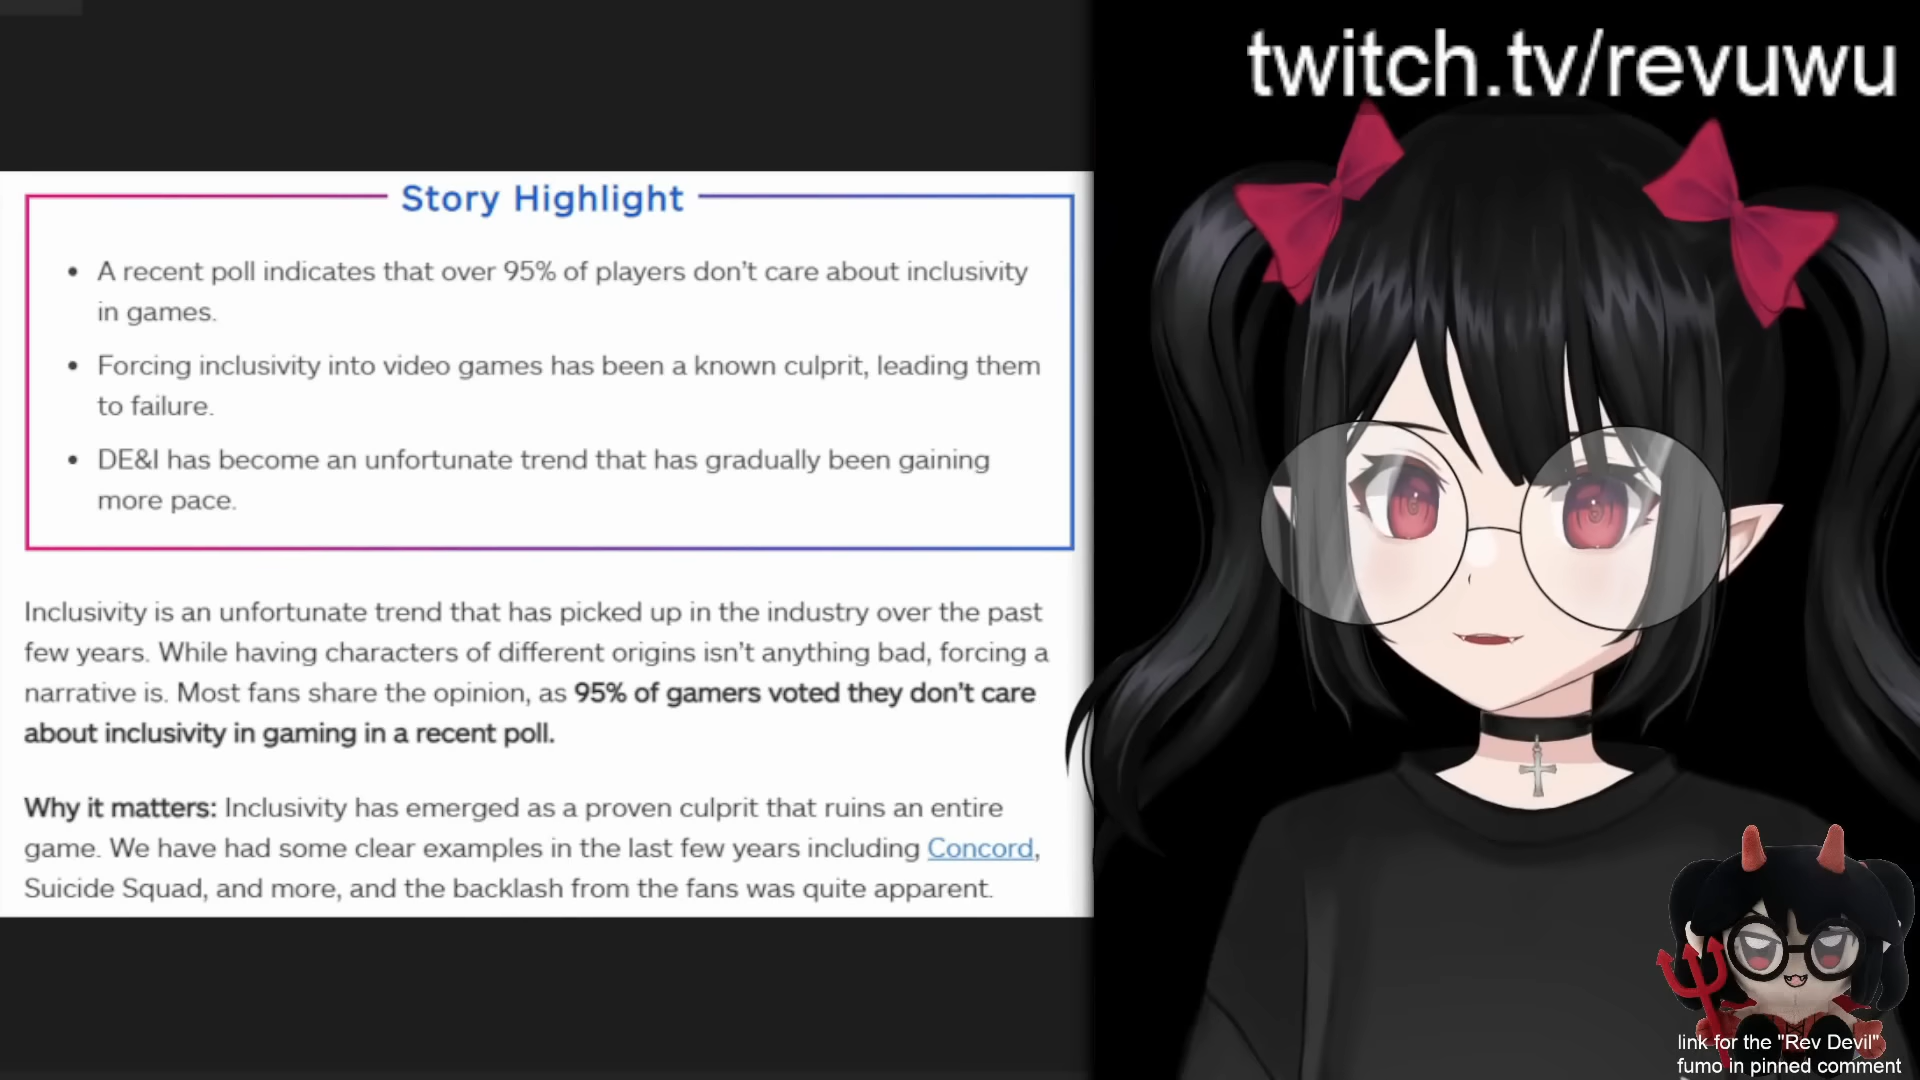 twitch.tv/revuwu
Story Highlight
• A recent poll indicates that over 95% of players don't care about inclusivity
in games.
• Forcing inclusivity into video games has been a known culprit, leading them
to failure.
• DE&I has become an unfortunate trend that has gradually been gaining
more pace.
Inclusivity is an unfortunate trend that has picked up in the industry over the past
few years. While having characters of different origins isn't anything bad, forcing a
narrative is. Most fans share the opinion, as 95% of gamers voted they don't care
about inclusivity in gaming in a recent poll.
Why it matters: Inclusivity has emerged as a proven culprit that ruins an entire
game. We have had some clear examples in the last few years including Concord,
Suicide Squad, and more, and the backlash from the fans was quite apparent.
link for the "Rev Devil"
fumo in pinned comment